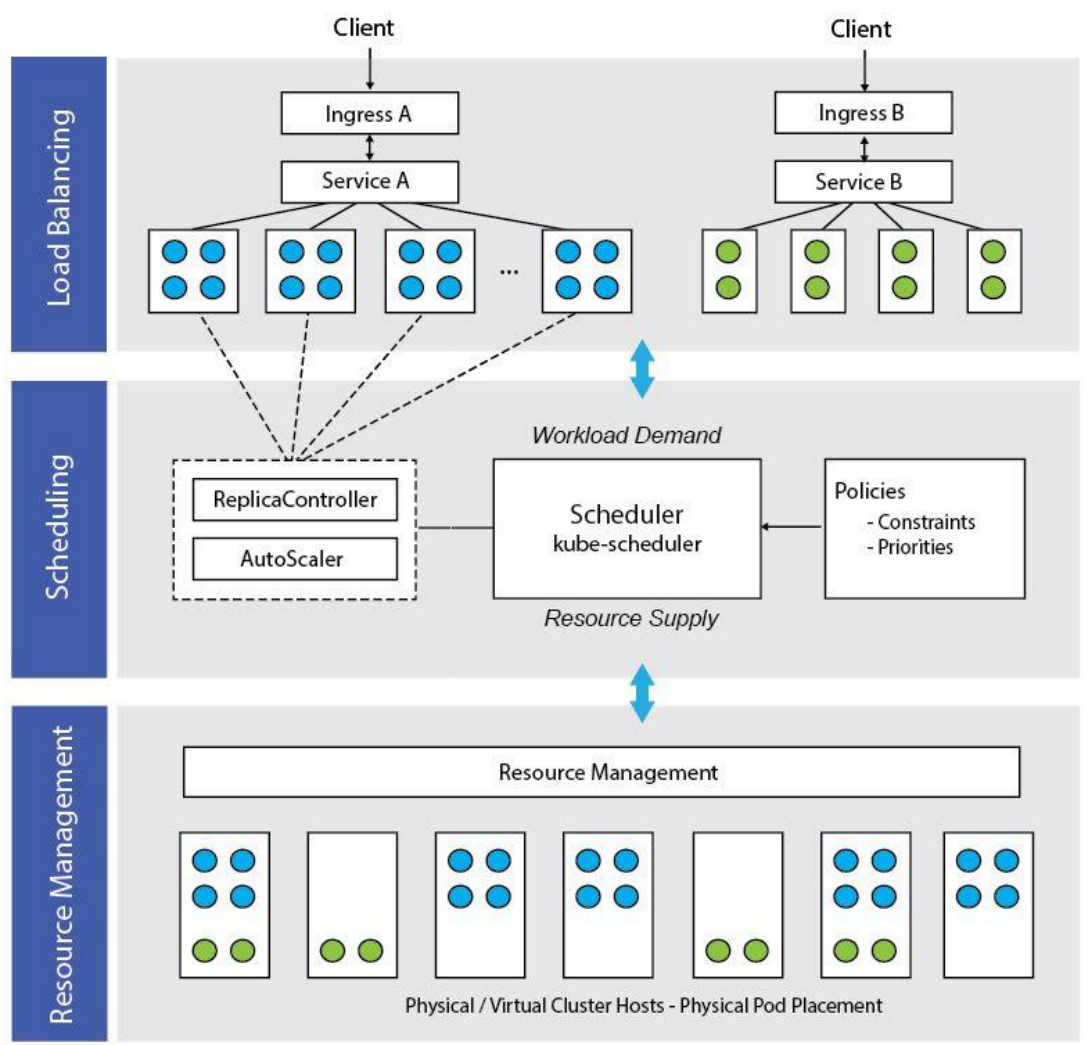 Client
Client
Load Balancing
Ingress A
Ingress B
Service A
Service B
...
Scheduling
Workload Demand
ReplicaController
AutoScaler
Scheduler
kube-scheduler
Policies
- Constraints
- Priorities
Resource Supply
Resource Management
Resource Management
Physical / Virtual Cluster Hosts - Physical Pod Placement